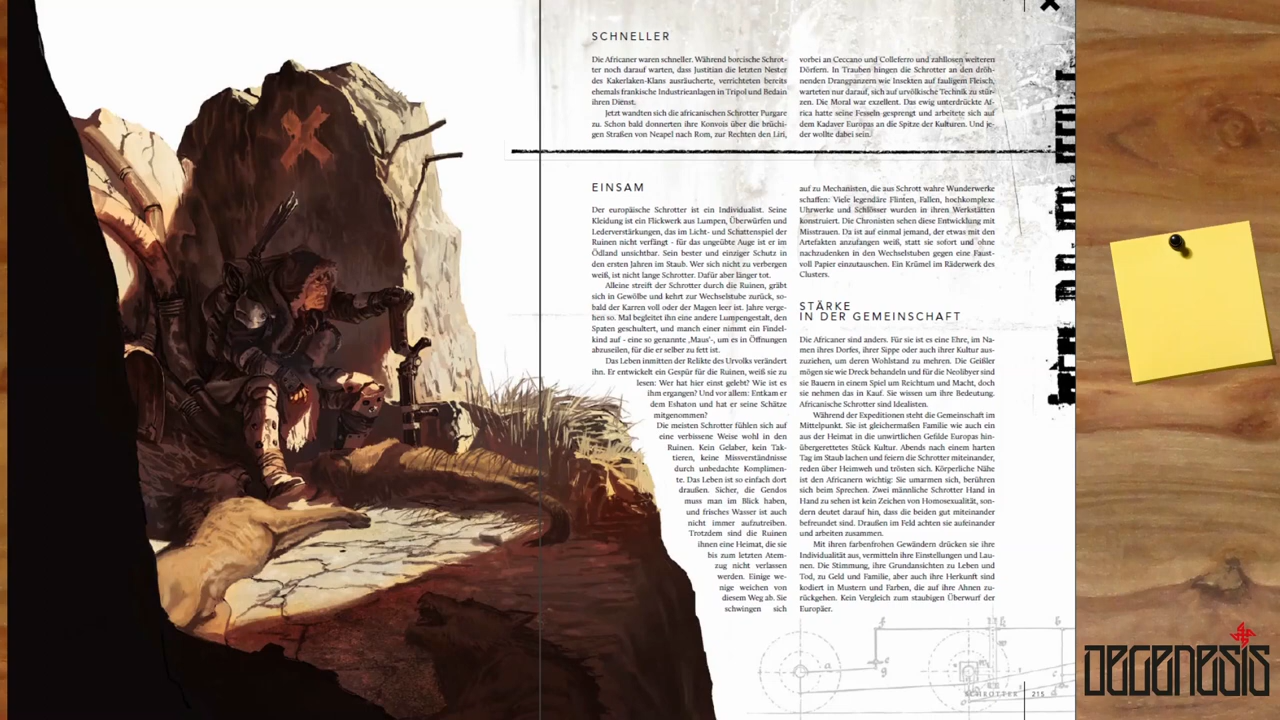 SCHNELLER
Die Africaner waren schneller. Während borcische Schrot-
ter noch darauf warten, dass Justitian die letzten Nester
des Kakerlaken-Klans ausräucherte, verrichteten bereits
ehemals frankische Industrieanlagen in Tripol und Bedain
ihren Dienst.
Jetzt wandten sich die africanischen Schrotter Purgare
zu. Schon bald donnerten ihre Konvois über die brüchi-
gen Straßen von Neapel nach Rom, zur Rechten den Liri,
vorbei an Ceccano und Colleferro und zahllosen weiteren
Dörfern. In Trauben hingen die Schrotter an den dröh-
nenden Drangpanzern wie Insekten auf fauligem Fleisch,
warteten nur darauf, sich auf urvölkische Technik zu stür-
zen. Die Moral war exzellent. Das ewig unterdrückte Af-
rica hatte seine Fesseln gesprengt und arbeitete sich auf
dem Kadaver Europas an die Spitze der Kulturen. Und je-
der wollte dabei sein.
EINSAM
Der europäische Schrotter ist ein Individualist. Seine
Kleidung ist ein Flickwerk aus Lumpen, Überwürfen und
Lederverstärkungen, das im Licht- und Schattenspiel der
Ruinen nicht verfängt - für das ungeübte Auge ist er im
Ödland unsichtbar. Sein bester und einziger Schutz in
den ersten Jahren im Staub. Wer sich nicht zu verbergen
weiß, ist nicht lange Schrotter. Dafür aber länger tot.
Alleine streift der Schrotter durch die Ruinen, gräbt
sich in Gewölbe und kehrt zur Wechselstube zurück, so-
bald der Karren voll oder der Magen leer ist. Jahre verge-
hen so. Mal begleitet ihn eine andere Lumpengestalt, den
Spaten geschultert, und manch einer nimmt ein Findel-
kind auf - eine so genannte ‚Maus'-, um es in Öffnungen
abzuseilen, für die er selber zu fett ist.
Das Leben inmitten der Relikte des Urvolks verändert
ihn. Er entwickelt ein Gespür für die Ruinen, weiß sie zu
lesen: Wer hat hier einst gelebt? Wie ist es
ihm ergangen? Und vor allem: Entkam er
dem Eshaton und hat er seine Schätze
mitgenommen?
Die meisten Schrotter fühlen sich auf
eine verbissene Weise wohl in den
Ruinen. Kein Gelaber, kein Tak-
tieren, keine Missverständnisse
durch unbedachte Komplimen-
te. Das Leben ist so einfach dort
draußen. Sicher, die Gendos
muss man im Blick haben,
und frisches Wasser ist auch
nicht immer aufzutreiben.
Trotzdem sind die Ruinen
ihnen eine Heimat, die sie
bis zum letzten Atem-
zug nicht verlassen
werden. Einige we-
nige weichen von
diesem Weg ab. Sie
schwingen sich
auf zu Mechanisten, die aus Schrott wahre Wunderwerke
schaffen: Viele legendäre Flinten, Fallen, hochkomplexe
Uhrwerke und Schlösser wurden in ihren Werkstätten
konstruiert. Die Chronisten sehen diese Entwicklung mit
Misstrauen. Da ist auf einmal jemand, der etwas mit den
Artefakten anzufangen weiß, statt sie sofort und ohne
nachzudenken in den Wechselstuben gegen eine Faust-
voll Papier einzutauschen. Ein Krümel im Räderwerk des
Clusters.
STÄRKE
IN DER GEMEINSCHAFT
Die Africaner sind anders. Für sie ist es eine Ehre, im Na-
men ihres Dorfes, ihrer Sippe oder auch ihrer Kultur aus-
zuziehen, um deren Wohlstand zu mehren. Die Geißler
mögen sie wie Dreck behandeln und für die Neolibyer sind
sie Bauern in einem Spiel um Reichtum und Macht, doch
sie nehmen das in Kauf. Sie wissen um ihre Bedeutung.
Africanische Schrotter sind Idealisten.
Während der Expeditionen steht die Gemeinschaft im
Mittelpunkt. Sie ist gleichermaßen Familie wie auch ein
aus der Heimat in die unwirtlichen Gefilde Europas hin-
übergerettetes Stück Kultur. Abends nach einem harten
Tag im Staub lachen und feiern die Schrotter miteinander,
reden über Heimweh und trösten sich. Körperliche Nähe
ist den Africanern wichtig: Sie umarmen sich, berühren
sich beim Sprechen. Zwei männliche Schrotter Hand in
Hand zu sehen ist kein Zeichen von Homosexualität, son-
dern deutet darauf hin, dass die beiden gut miteinander
befreundet sind. Draußen im Feld achten sie aufeinander
und arbeiten zusammen.
Mit ihren farbenfrohen Gewändern drücken sie ihre
Individualität aus, vermitteln ihre Einstellungen und Lau-
nen. Die Stimmung, ihre Grundansichten zu Leben und
Tod, zu Geld und Familie, aber auch ihre Herkunft sind
kodiert in Mustern und Farben, die auf ihre Ahnen zu-
rückgehen. Kein Vergleich zum staubigen Überwurf der
Europäer.
SCHROTTER 215
DEGENESIS